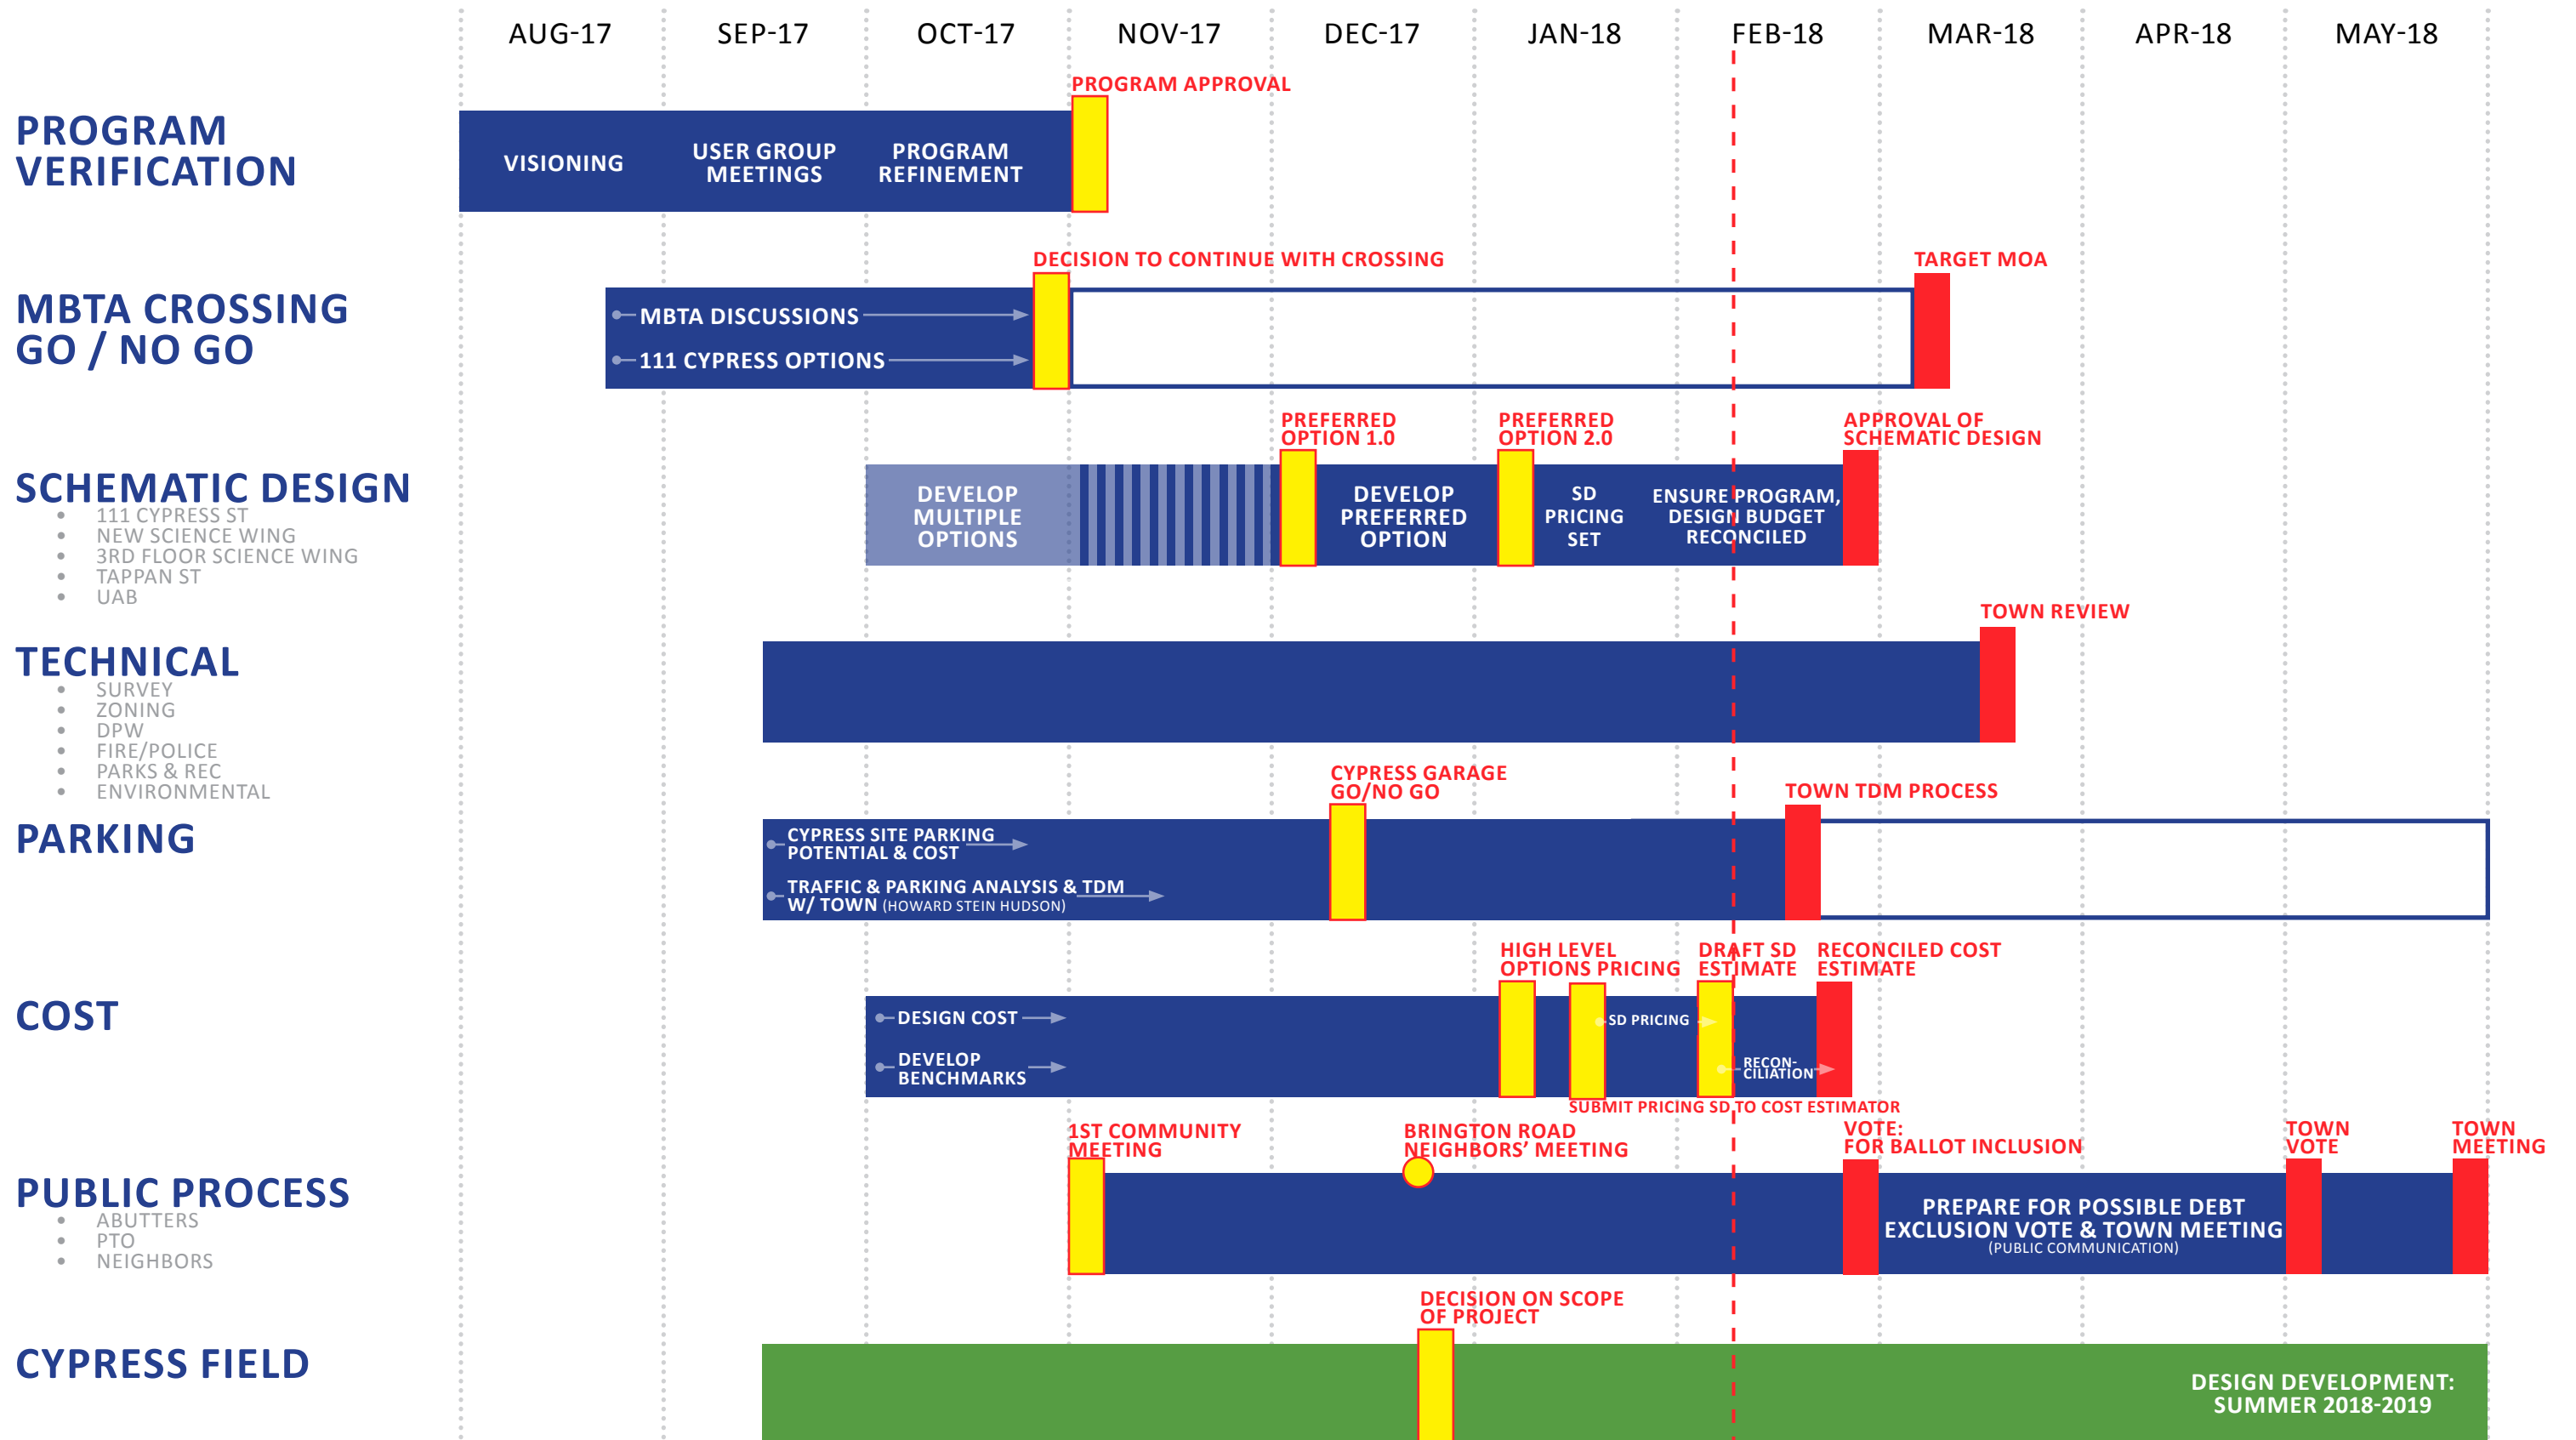 AUG-17
SEP-17
OCT-17
NOV-17
DEC-17
JAN-18
FEB-18
MAR-18
APR-18
MAY-18
PROGRAM
VERIFICATION
VISIONING
USER GROUP
MEETINGS
PROGRAM
REFINEMENT
PROGRAM APPROVAL
MBTA CROSSING
GO / NO GO
MBTA DISCUSSIONS
111 CYPRESS OPTIONS
DECISION TO CONTINUE WITH CROSSING
TARGET MOA
SCHEMATIC DESIGN
• 111 CYPRESS ST
• NEW SCIENCE WING
• 3RD FLOOR SCIENCE WING
• TAPPAN ST
• UAB
DEVELOP
MULTIPLE
OPTIONS
PREFERRED
OPTION 1.0
DEVELOP
PREFERRED
OPTION
PREFERRED
OPTION 2.0
SD
PRICING
SET
ENSURE PROGRAM,
DESIGN BUDGET
RECONCILED
APPROVAL OF
SCHEMATIC DESIGN
TECHNICAL
• SURVEY
• ZONING
• DPW
• FIRE/POLICE
• PARKS & REC
• ENVIRONMENTAL
TOWN REVIEW
PARKING
CYPRESS SITE PARKING
POTENTIAL & COST
TRAFFIC & PARKING ANALYSIS & TDM
W/ TOWN (HOWARD STEIN HUDSON)
CYPRESS GARAGE
GO/NO GO
TOWN TDM PROCESS
COST
DESIGN COST
DEVELOP
BENCHMARKS
HIGH LEVEL
OPTIONS PRICING
SD PRICING
DRAFT SD
ESTIMATE
RECON-
CILIATION
RECONCILED COST
ESTIMATE
SUBMIT PRICING SD TO COST ESTIMATOR
PUBLIC PROCESS
• ABUTTERS
• PTO
• NEIGHBORS
1ST COMMUNITY
MEETING
BRINGTON ROAD
NEIGHBORS’ MEETING
VOTE:
FOR BALLOT INCLUSION
PREPARE FOR POSSIBLE DEBT
EXCLUSION VOTE & TOWN MEETING
(PUBLIC COMMUNICATION)
TOWN
VOTE
TOWN
MEETING
CYPRESS FIELD
DECISION ON SCOPE
OF PROJECT
DESIGN DEVELOPMENT:
SUMMER 2018-2019